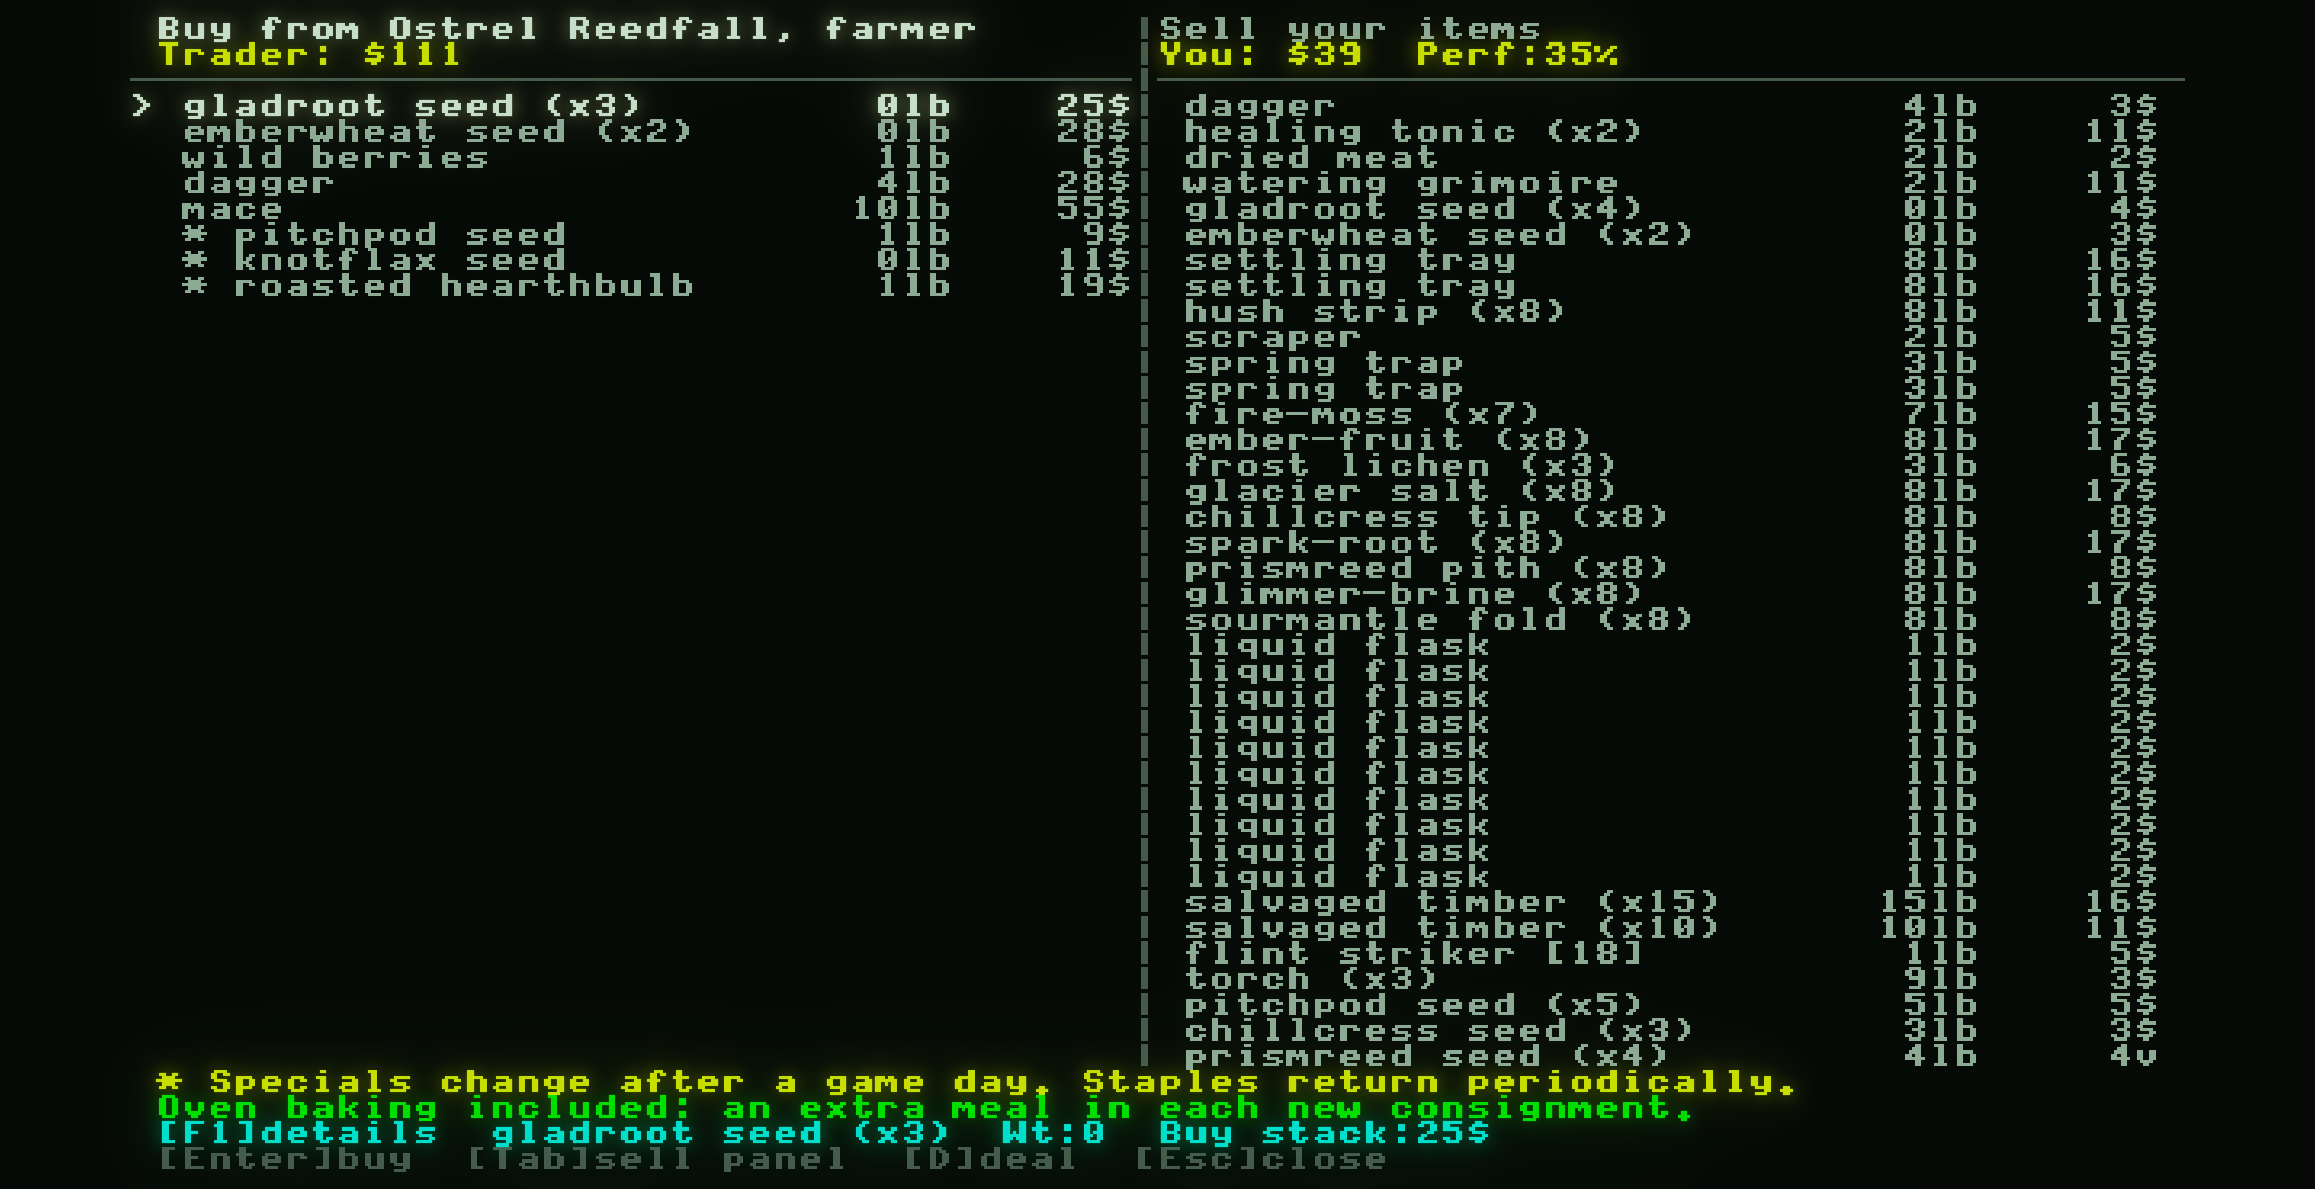 Buy from Ostrel Reedfall, farmer
Trader: $111
> gladroot seed (x3) 0lb 25$
emberwheat seed (x2) 0lb 28$
wild berries 1lb 6$
dagger 4lb 28$
mace 10lb 55$
* pitchpod seed 1lb 9$
* knotflax seed 0lb 11$
* roasted hearthbulb 1lb 19$
Sell your items
You: $39 Perf:35%
dagger 4lb 3$
healing tonic (x2) 2lb 11$
dried meat 2lb 2$
watering grimoire 2lb 11$
gladroot seed (x4) 0lb 4$
emberwheat seed (x2) 0lb 3$
settling tray 8lb 16$
settling tray 8lb 16$
hush strip (x8) 8lb 11$
scraper 2lb 5$
spring trap 3lb 5$
spring trap 3lb 5$
fire-moss (x7) 7lb 15$
ember-fruit (x8) 8lb 17$
frost lichen (x3) 3lb 6$
glacier salt (x8) 8lb 17$
chillcress tip (x8) 8lb 8$
spark-root (x8) 8lb 17$
prismreed pith (x8) 8lb 8$
glimmer-brine (x8) 8lb 17$
sourmantle fold (x8) 8lb 8$
liquid flask 1lb 2$
liquid flask 1lb 2$
liquid flask 1lb 2$
liquid flask 1lb 2$
liquid flask 1lb 2$
liquid flask 1lb 2$
liquid flask 1lb 2$
liquid flask 1lb 2$
liquid flask 1lb 2$
liquid flask 1lb 2$
salvaged timber (x15) 15lb 16$
salvaged timber (x10) 10lb 11$
flint striker [18] 1lb 5$
torch (x3) 9lb 3$
pitchpod seed (x5) 5lb 5$
chillcress seed (x3) 3lb 3$
prismreed seed (x4) 4lb 4v
* Specials change after a game day. Staples return periodically.
Oven baking included: an extra meal in each new consignment.
[F1]details gladroot seed (x3) Wt:0 Buy stack:25$
[Enter]buy [Tab]sell panel [D]deal [Esc]close